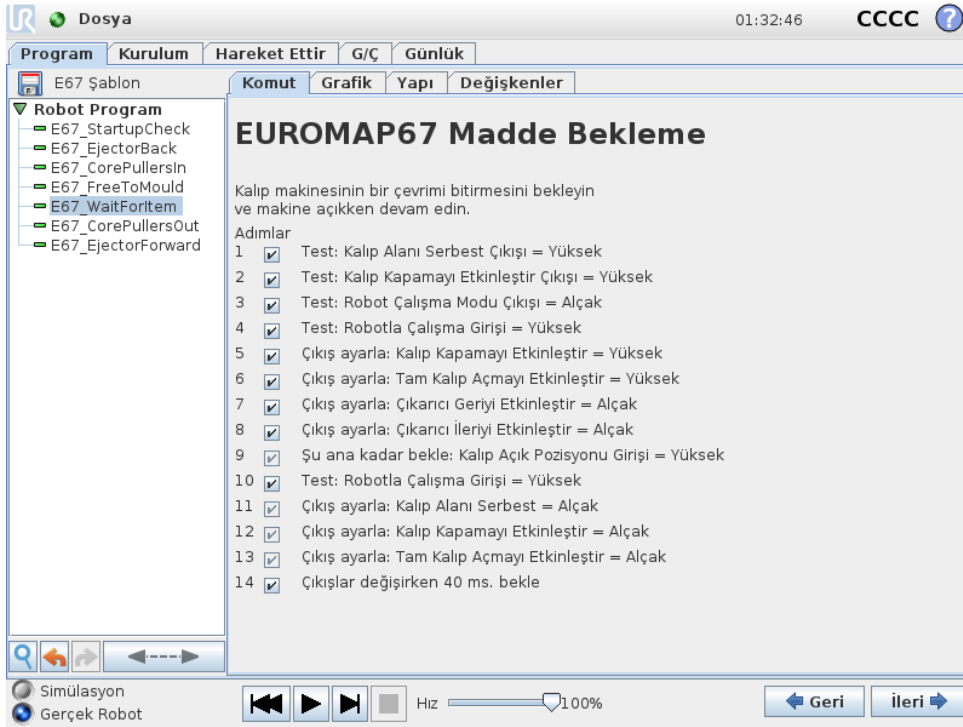 Dosya
01:32:46
CCCC
?
Program
Kurulum
Hareket Ettir
G/Ç
Günlük
E67 Şablon
Robot Program
E67_StartupCheck
E67_EjectorBack
E67_CorePullersIn
E67_FreeToMould
E67_WaitForItem
E67_CorePullersOut
E67_EjectorForward
Komut
Grafik
Yapı
Değişkenler
EUROMAP67 Madde Bekleme
Kalıp makinesinin bir çevrimi bitirmesini bekleyin
ve makine açıkken devam edin.
Adımlar
1 Test: Kalıp Alanı Serbest Çıkışı = Yüksek
2 Test: Kalıp Kapamayı Etkinleştir Çıkışı = Yüksek
3 Test: Robot Çalışma Modu Çıkışı = Alçak
4 Test: Robotla Çalışma Girişi = Yüksek
5 Çıkış ayarla: Kalıp Kapamayı Etkinleştir = Yüksek
6 Çıkış ayarla: Tam Kalıp Açmayı Etkinleştir = Yüksek
7 Çıkış ayarla: Çıkarıcı Geriyi Etkinleştir = Alçak
8 Çıkış ayarla: Çıkarıcı İleriyi Etkinleştir = Alçak
9 Şu ana kadar bekle: Kalıp Açık Pozisyonu Girişi = Yüksek
10 Test: Robotla Çalışma Girişi = Yüksek
11 Çıkış ayarla: Kalıp Alanı Serbest = Alçak
12 Çıkış ayarla: Kalıp Kapamayı Etkinleştir = Alçak
13 Çıkış ayarla: Tam Kalıp Açmayı Etkinleştir = Alçak
14 Çıkışlar değişirken 40 ms. bekle
Simülasyon
Gerçek Robot
Hız
100%
Geri
İleri